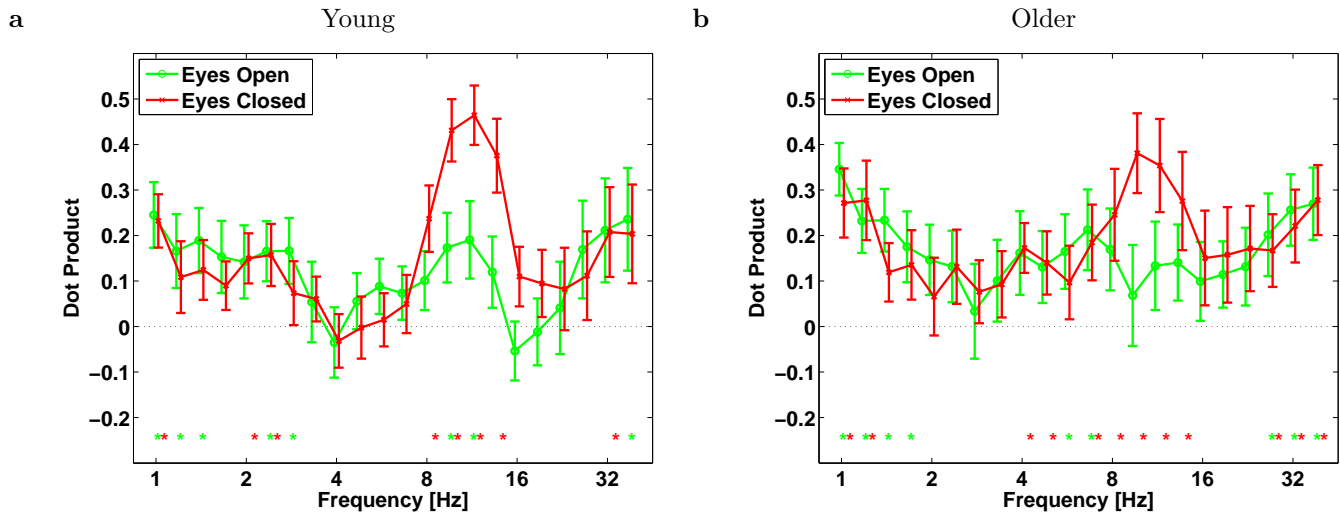 a Young
Eyes Open
Eyes Closed
0.5
0.4
0.3
0.2
0.1
0
−0.1
−0.2
Dot Product
* * * * * * * * * * * * * * * * *
1 2 4 8 16 32
Frequency [Hz]
b Older
Eyes Open
Eyes Closed
0.5
0.4
0.3
0.2
0.1
0
−0.1
−0.2
Dot Product
* * * * * * * * * * * * * * * * * * * * *
1 2 4 8 16 32
Frequency [Hz]